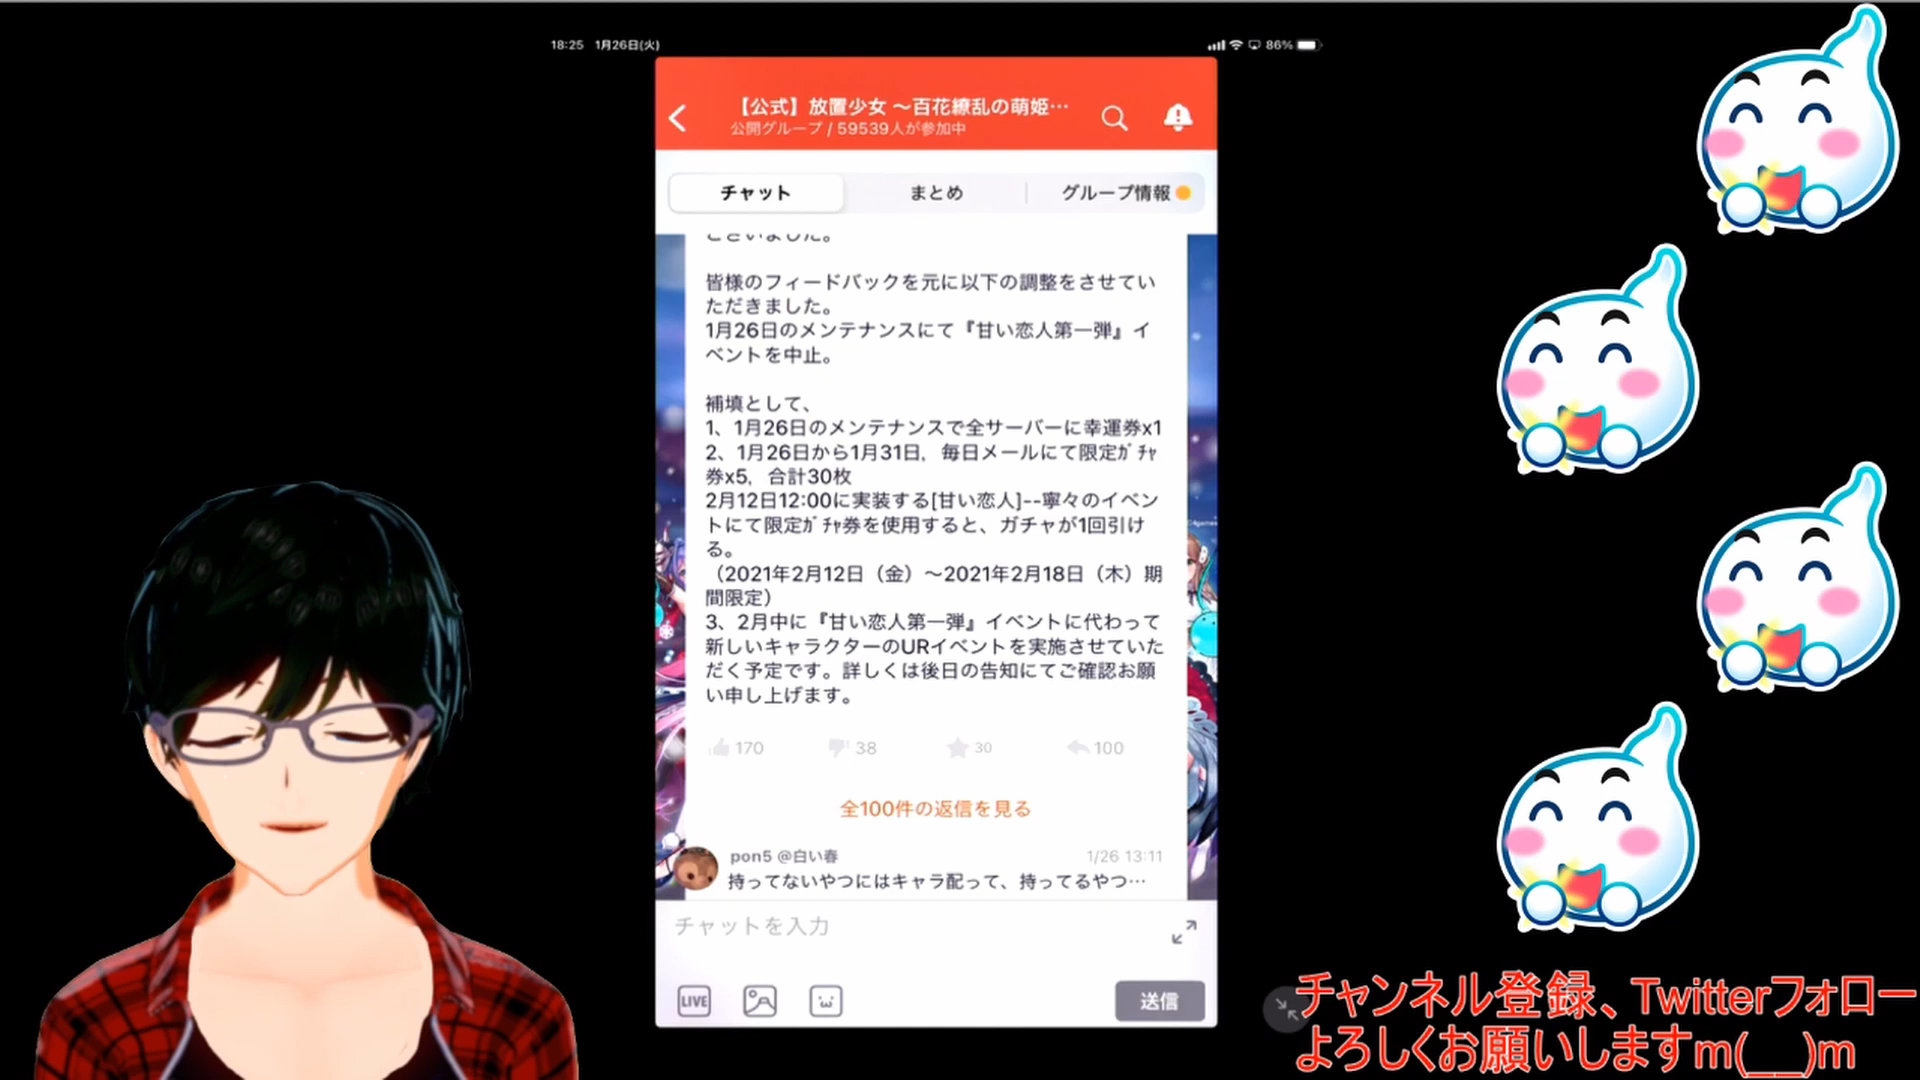 18:25 1月26日(火)
86%
【公式】放置少女 〜百花繚乱の萌姫…
公開グループ / 59539人が参加中
チャット
まとめ
グループ情報
ございました。
皆様のフィードバックを元に以下の調整をさせてい
ただきました。
1月26日のメンテナンスにて『甘い恋人第一弾』イ
ベントを中止。
補填として、
1、1月26日のメンテナンスで全サーバーに幸運券x1
2、1月26日から1月31日, 毎日メールにて限定ｶﾞﾁｬ
券x5, 合計30枚
2月12日12:00に実装する[甘い恋人]--寧々のイベン
トにて限定ｶﾞﾁｬ券を使用すると、ガチャが1回引け
る。
（2021年2月12日（金）〜2021年2月18日（木）期
間限定）
3、2月中に『甘い恋人第一弾』イベントに代わって
新しいキャラクターのURイベントを実施させていた
だく予定です。詳しくは後日の告知にてご確認お願
い申し上げます。
170 38 30 100
全100件の返信を見る
pon5 @白い春 1/26 13:11
持ってないやつにはキャラ配って、持ってるやつ…
チャットを入力
LIVE
送信
チャンネル登録、Twitterフォロー
よろしくお願いしますm(__)m